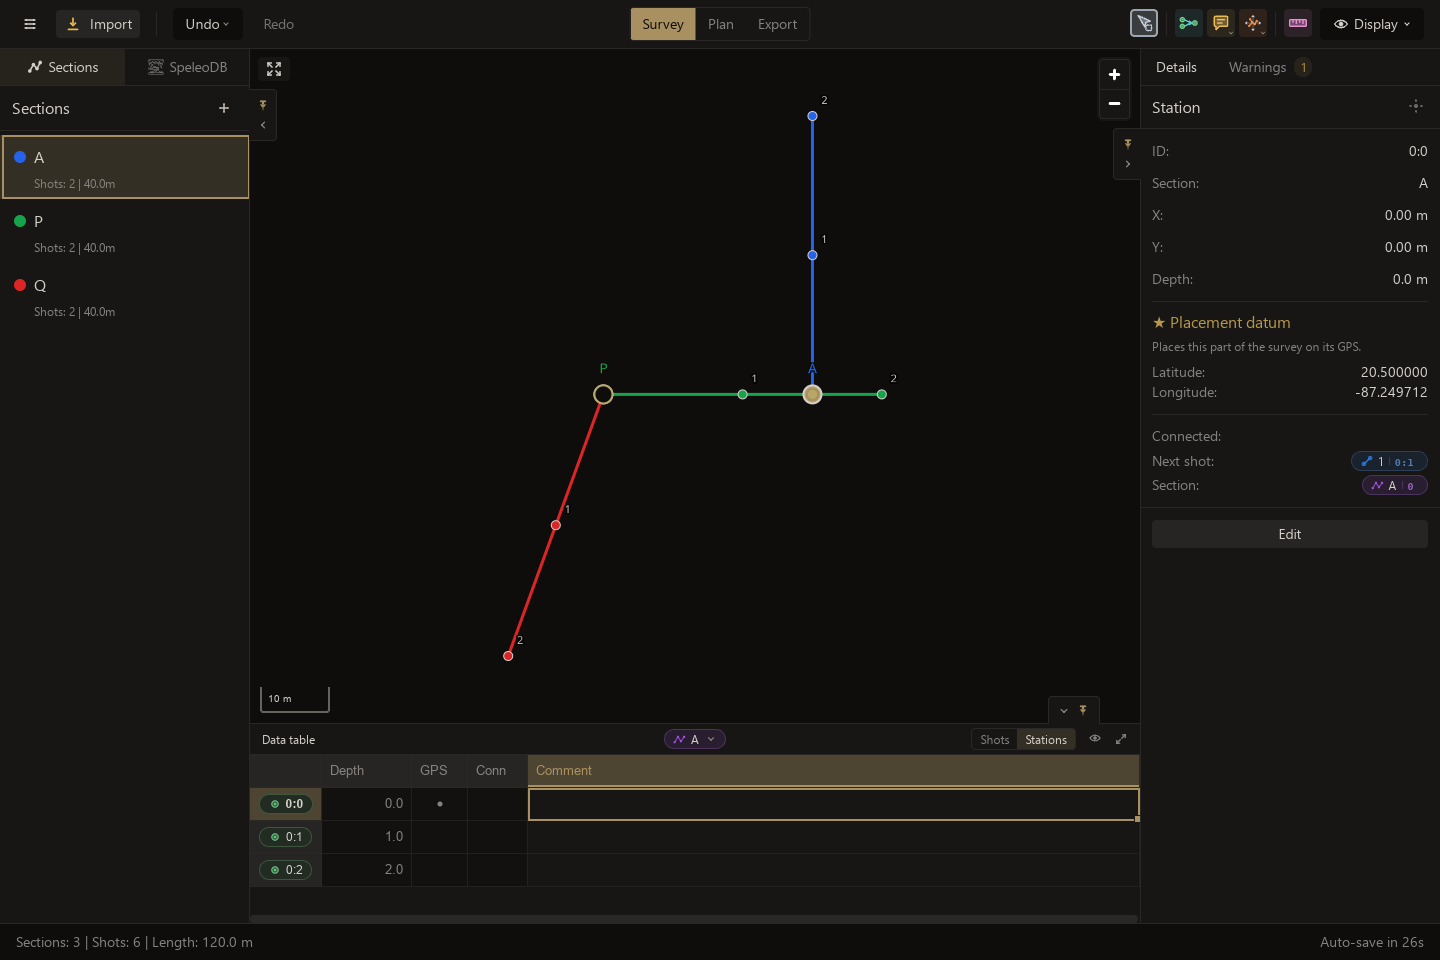 Import
Undo
Redo
Survey
Plan
Export
Display
Sections
SpeleoDB
Details
Warnings 1
Sections
+
A
Shots: 2 | 40.0m
P
Shots: 2 | 40.0m
Q
Shots: 2 | 40.0m
2
1
A
P
1
2
1
2
10 m
Station
ID: 0:0
Section: A
X: 0.00 m
Y: 0.00 m
Depth: 0.0 m
★ Placement datum
Places this part of the survey on its GPS.
Latitude: 20.500000
Longitude: -87.249712
Connected:
Next shot: 1 | 0:1
Section: A | 0
Edit
Data table
A
Shots
Stations
Depth GPS Conn Comment
0:0 0.0 •
0:1 1.0
0:2 2.0
Sections: 3 | Shots: 6 | Length: 120.0 m
Auto-save in 26s